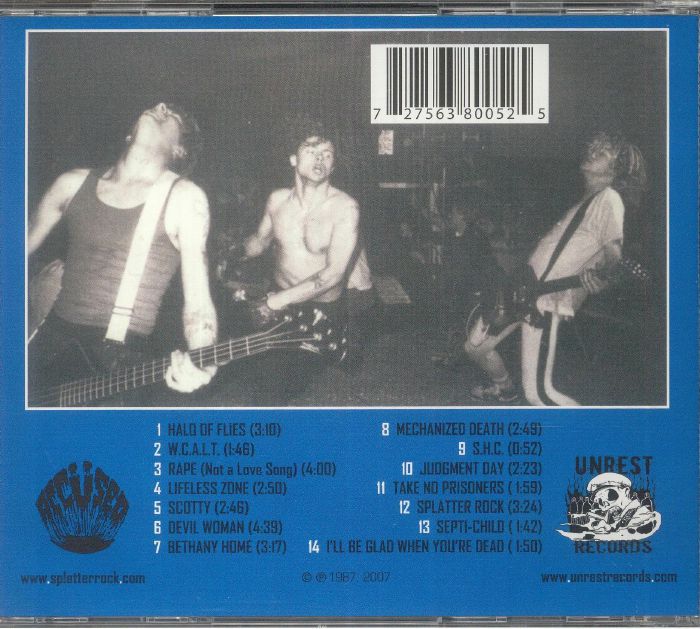 7 27563 80052 5
1 HALO OF FLIES (3:10)
2 W.C.A.L.T. (1:46)
3 RAPE (Not a Love Song) (4:00)
4 LIFELESS ZONE (2:50)
5 SCOTTY (2:46)
6 DEVIL WOMAN (4:39)
7 BETHANY HOME (3:17)
8 MECHANIZED DEATH (2:49)
9 S.H.C. (0:52)
10 JUDGMENT DAY (2:23)
11 TAKE NO PRISONERS (1:59)
12 SPLATTER ROCK (3:24)
13 SEPTI-CHILD (1:42)
14 I'LL BE GLAD WHEN YOU'RE DEAD (1:50)
ACCÜSED
UNREST
RECORDS
www.splatterrock.com
© ℗ 1987, 2007
www.unrestrecords.com